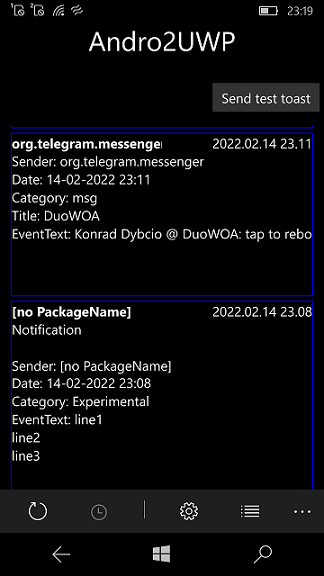 23:19
Andro2UWP
Send test toast
org.telegram.messenger 2022.02.14 23.11
Sender: org.telegram.messenger
Date: 14-02-2022 23:11
Category: msg
Title: DuoWOA
EventText: Konrad Dybcio @ DuoWOA: tap to rebo
[no PackageName] 2022.02.14 23.08
Notification
Sender: [no PackageName]
Date: 14-02-2022 23:08
Category: Experimental
EventText: line1
line2
line3